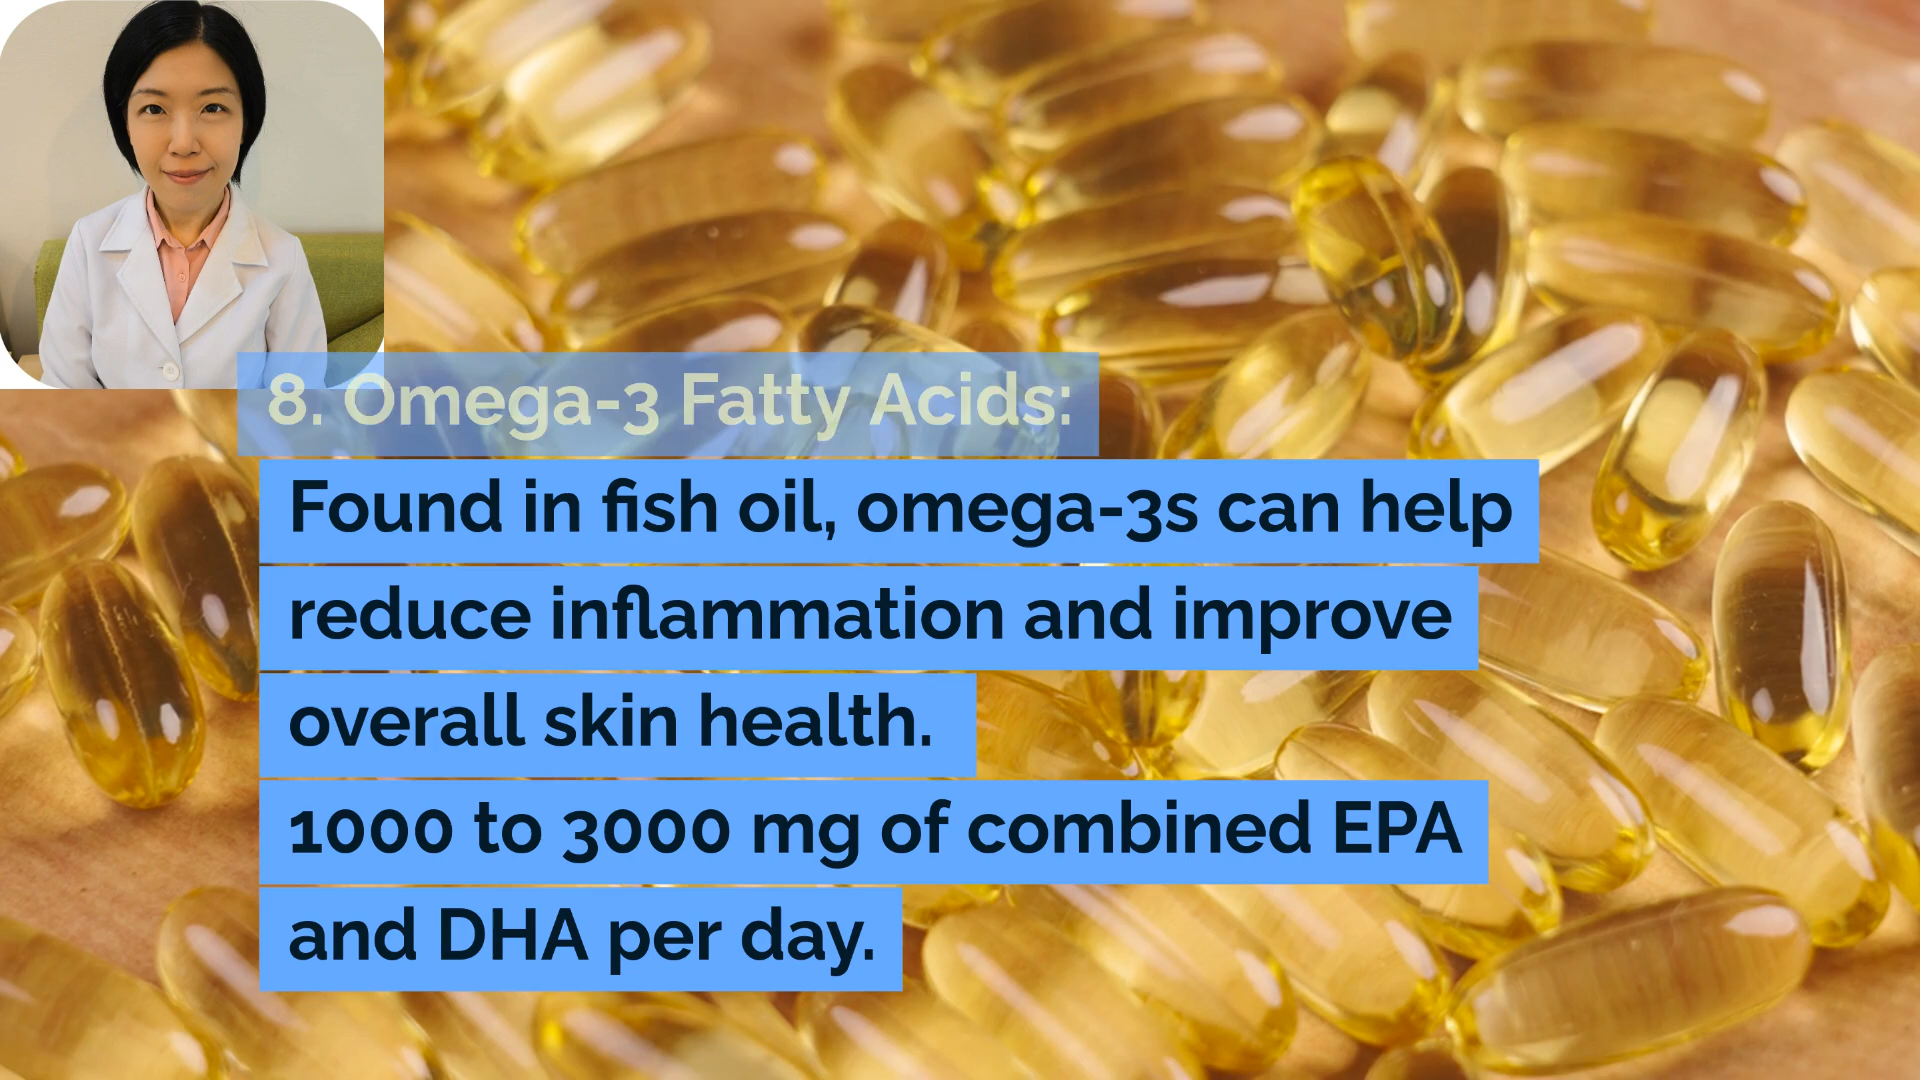 8. Omega-3 Fatty Acids:
Found in fish oil, omega-3s can help
reduce inflammation and improve
overall skin health.
1000 to 3000 mg of combined EPA
and DHA per day.